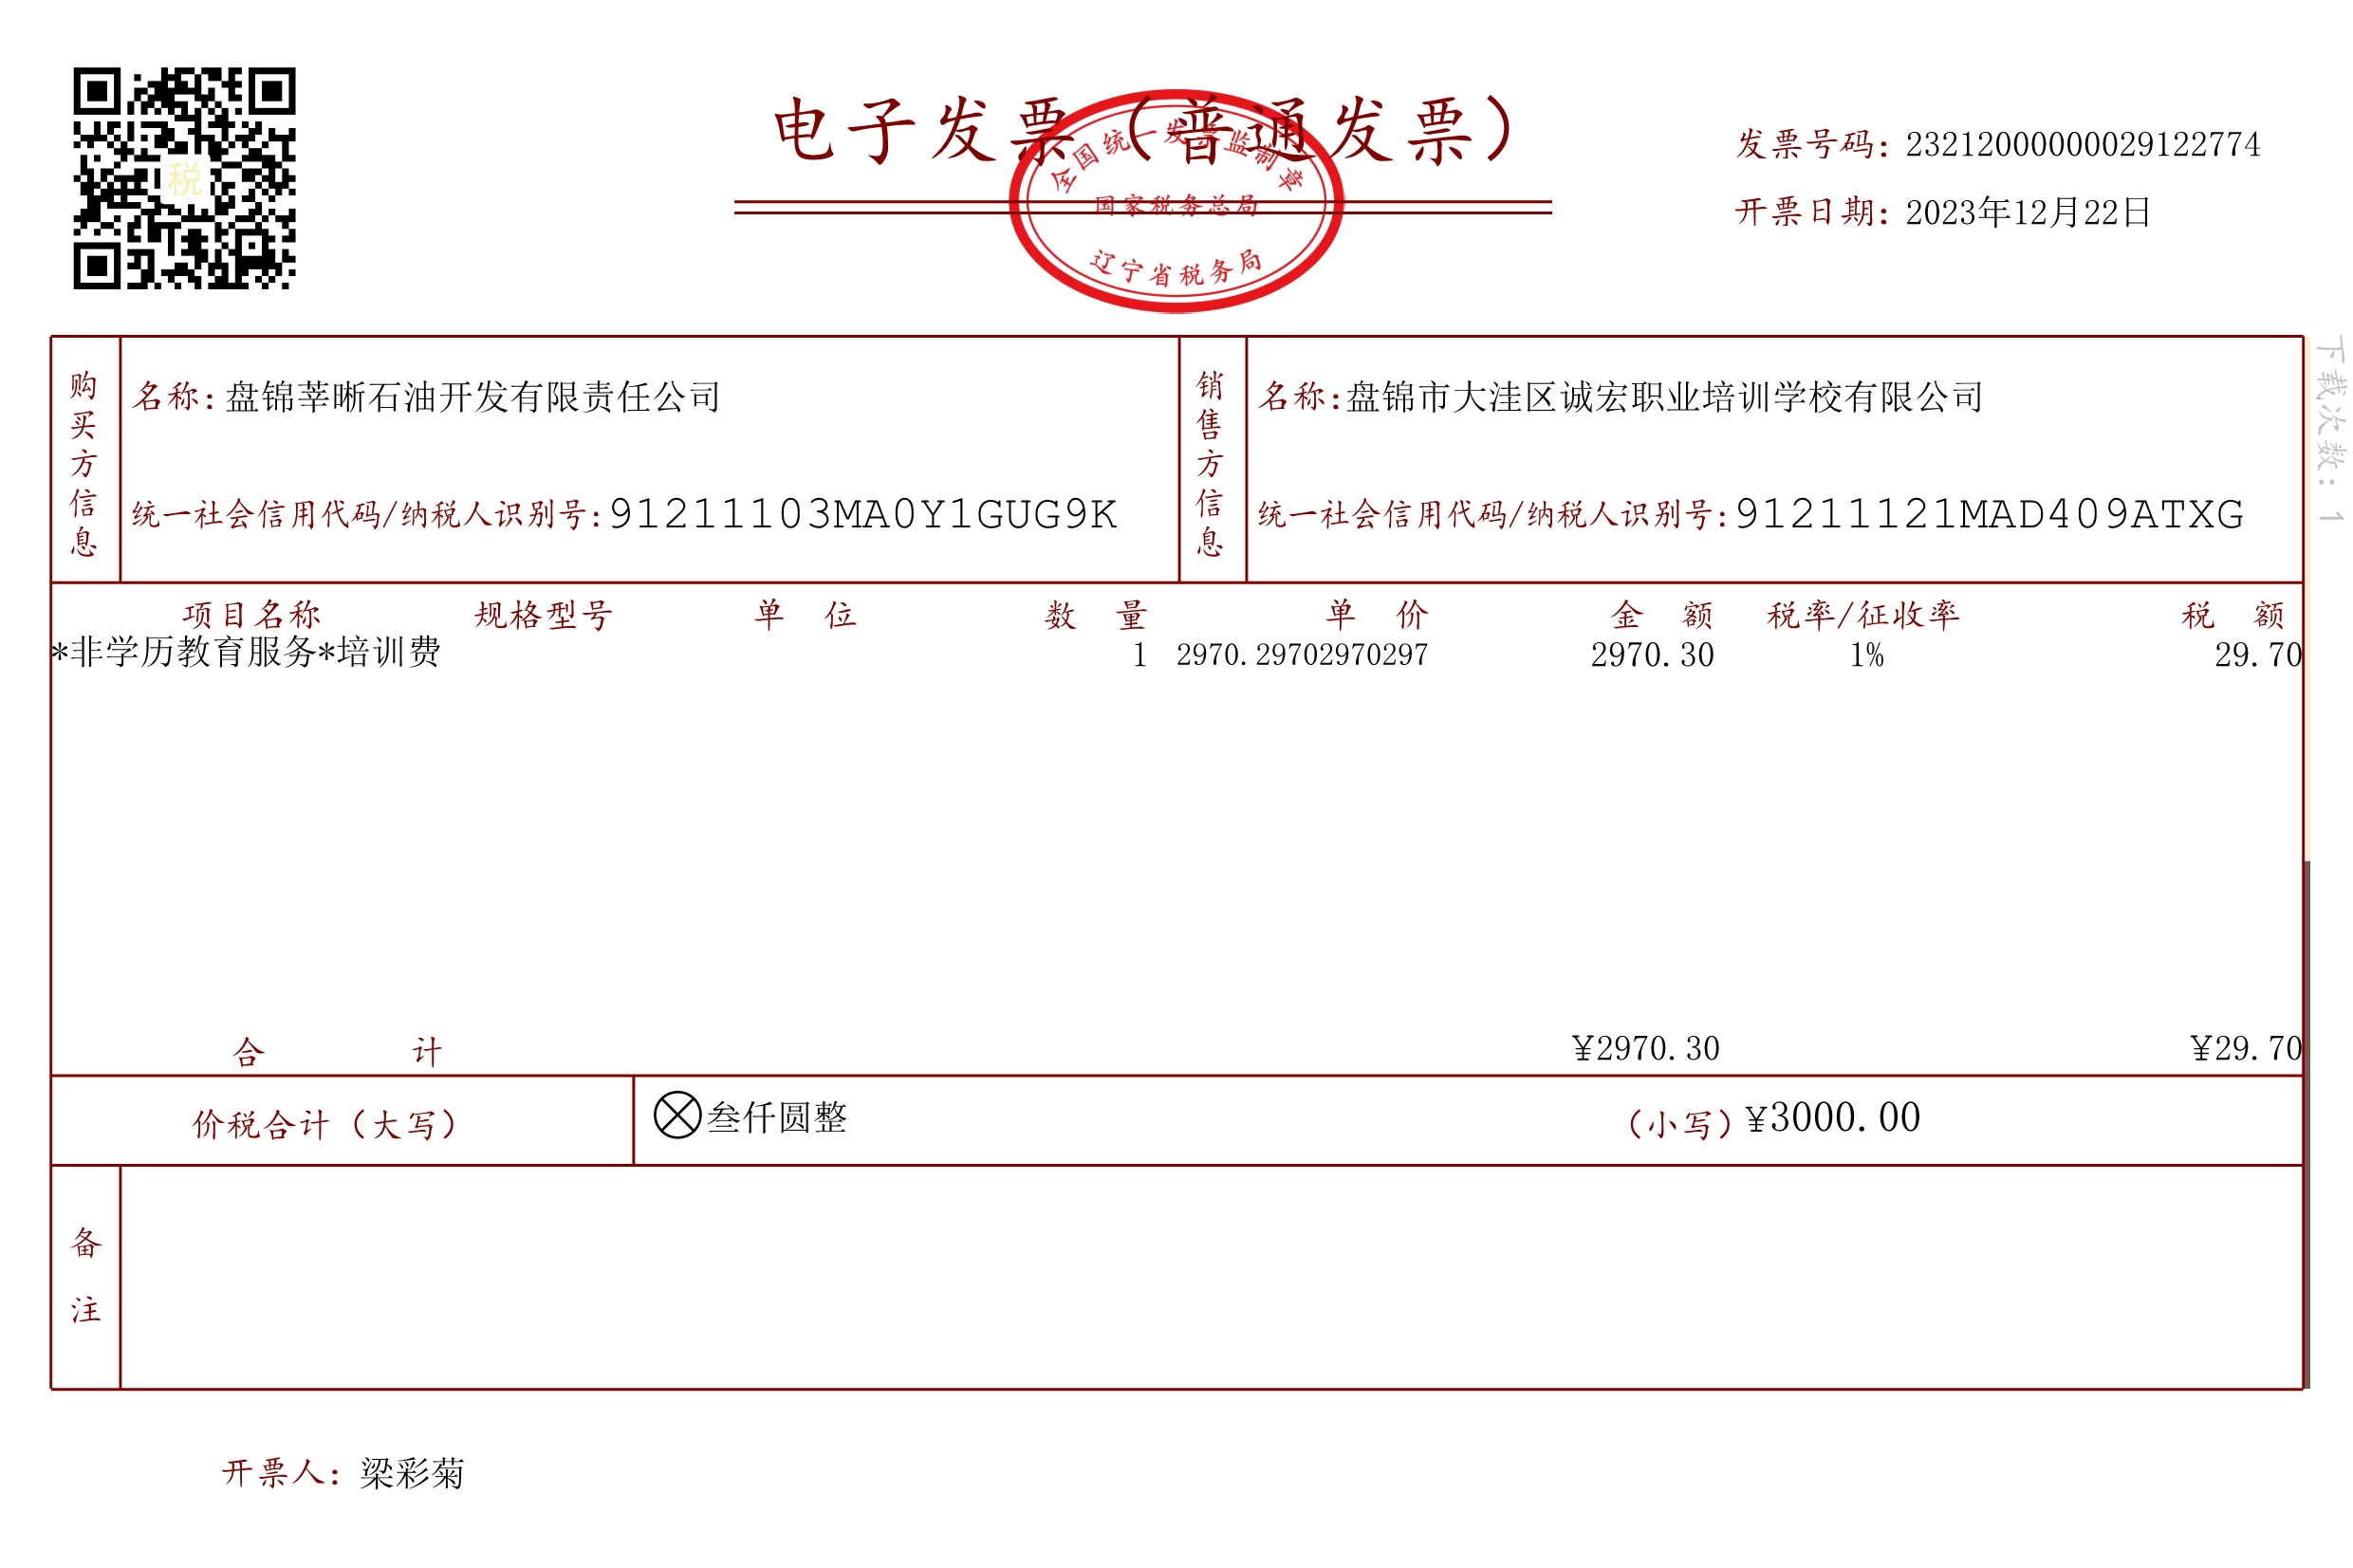 电子发票（普通发票）
全国统一发票监制章
国家税务总局
辽宁省税务局
税
发票号码：23212000000029122774
开票日期：2023年12月22日
下载次数：1
购买方信息
名称：盘锦莘晰石油开发有限责任公司
统一社会信用代码/纳税人识别号：91211103MA0Y1GUG9K
销售方信息
名称：盘锦市大洼区诚宏职业培训学校有限公司
统一社会信用代码/纳税人识别号：91211121MAD409ATXG
项目名称 规格型号 单位 数量 单价 金额 税率/征收率 税额
*非学历教育服务*培训费 1 2970.29702970297 2970.30 1% 29.70
合计 ¥2970.30 ¥29.70
价税合计（大写） 叁仟圆整 （小写）¥3000.00
备注
开票人：梁彩菊